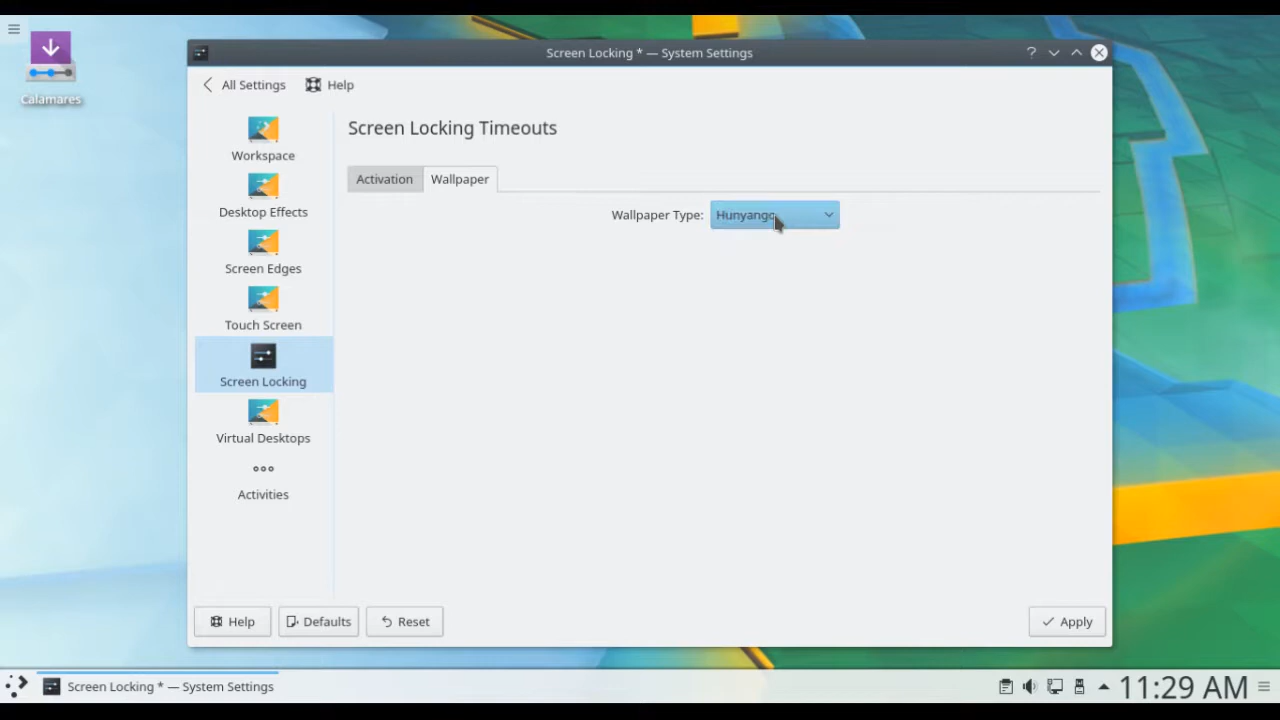 Screen Locking * — System Settings
All Settings
Help
Calamares
Workspace
Screen Locking Timeouts
Activation
Wallpaper
Desktop Effects
Wallpaper Type:
Hunyango
Screen Edges
Touch Screen
Screen Locking
Virtual Desktops
Activities
Help
Defaults
Reset
Apply
Screen Locking * — System Settings
11:29 AM